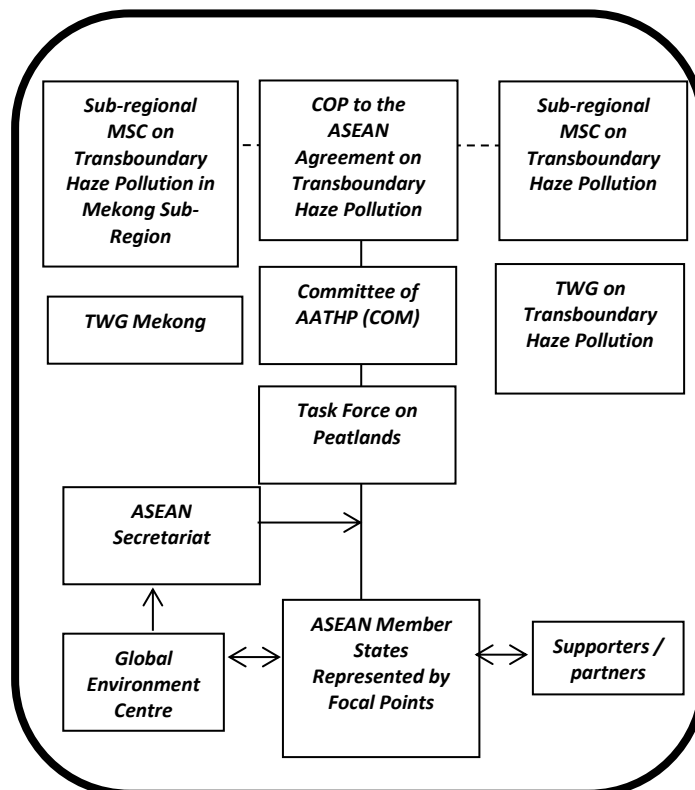 Sub-regional
MSC on
Transboundary
Haze Pollution in
Mekong Sub-
Region
COP to the
ASEAN
Agreement on
Transboundary
Haze Pollution
Sub-regional
MSC on
Transboundary
Haze Pollution
TWG Mekong
Committee of
AATHP (COM)
TWG on
Transboundary
Haze Pollution
Task Force on
Peatlands
ASEAN
Secretariat
Global
Environment
Centre
ASEAN Member
States
Represented by
Focal Points
Supporters /
partners